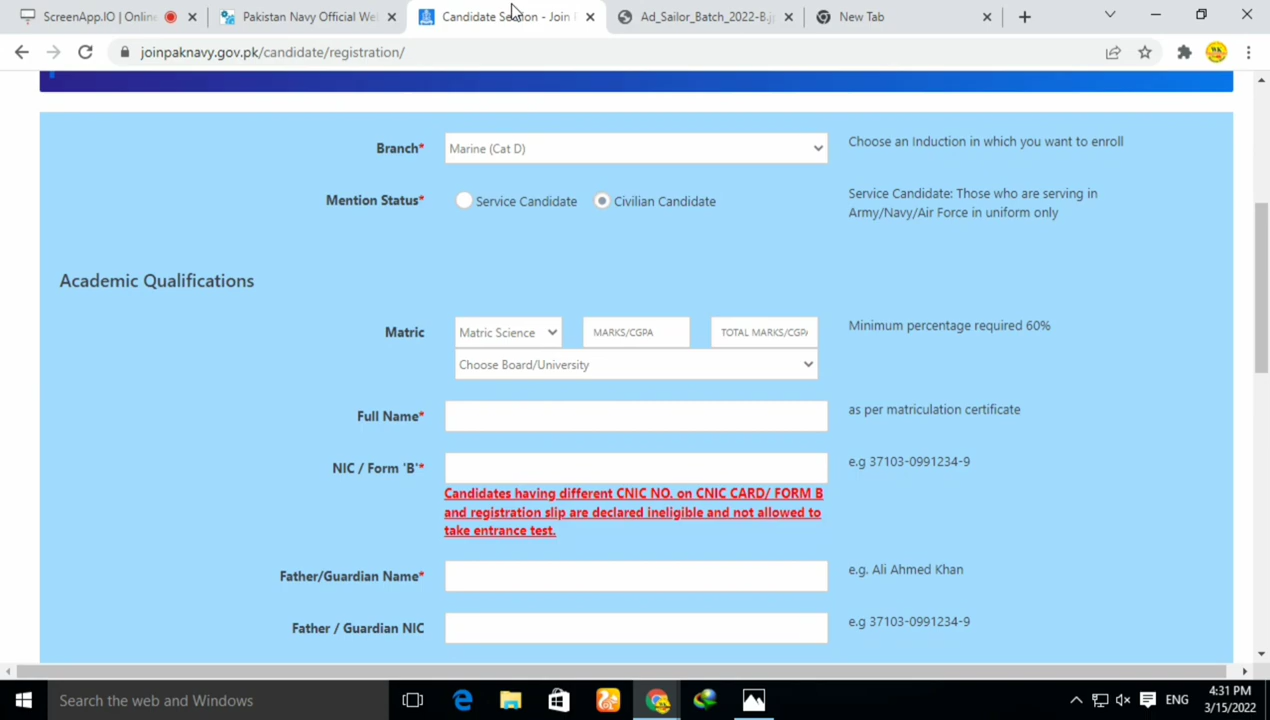 ScreenApp.IO | Online
Pakistan Navy Official We
Candidate Se on - Join
Ad_Sailor_Batch_2022-B.j
New Tab
joinpaknavy.gov.pk/candidate/registration/
Branch*
Marine (Cat D)
Choose an Induction in which you want to enroll
Mention Status*
Service Candidate
Civilian Candidate
Service Candidate: Those who are serving in
Army/Navy/Air Force in uniform only
Academic Qualifications
Matric
Matric Science
MARKS/CGPA
TOTAL MARKS/CGP
Minimum percentage required 60%
Choose Board/University
Full Name*
as per matriculation certificate
NIC / Form 'B'*
e.g 37103-0991234-9
Candidates having different CNIC NO. on CNIC CARD/ FORM B
and registration slip are declared ineligible and not allowed to
take entrance test.
Father/Guardian Name*
e.g. Ali Ahmed Khan
Father / Guardian NIC
e.g 37103-0991234-9
Search the web and Windows
ENG
4:31 PM
3/15/2022